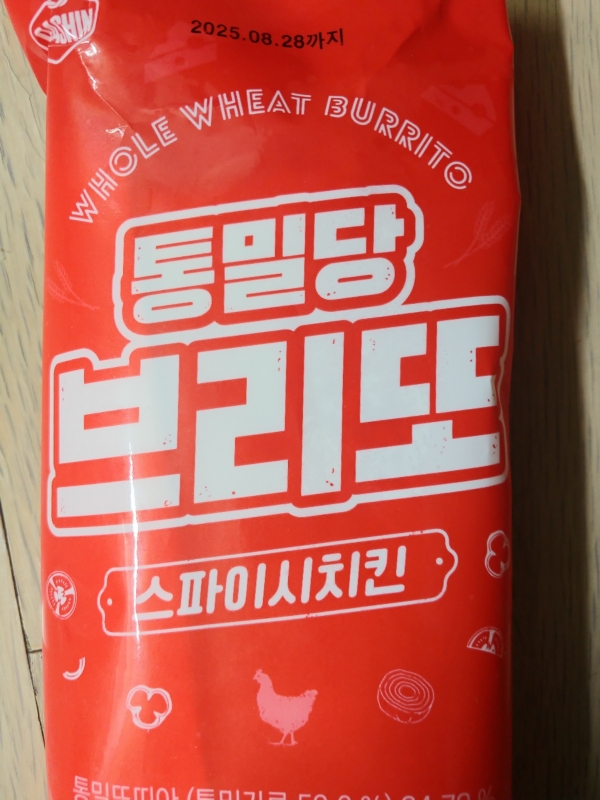 SASHIN
2025.08.28까지
WHOLE WHEAT BURRITO
통밀당
브리또
스파이시치킨